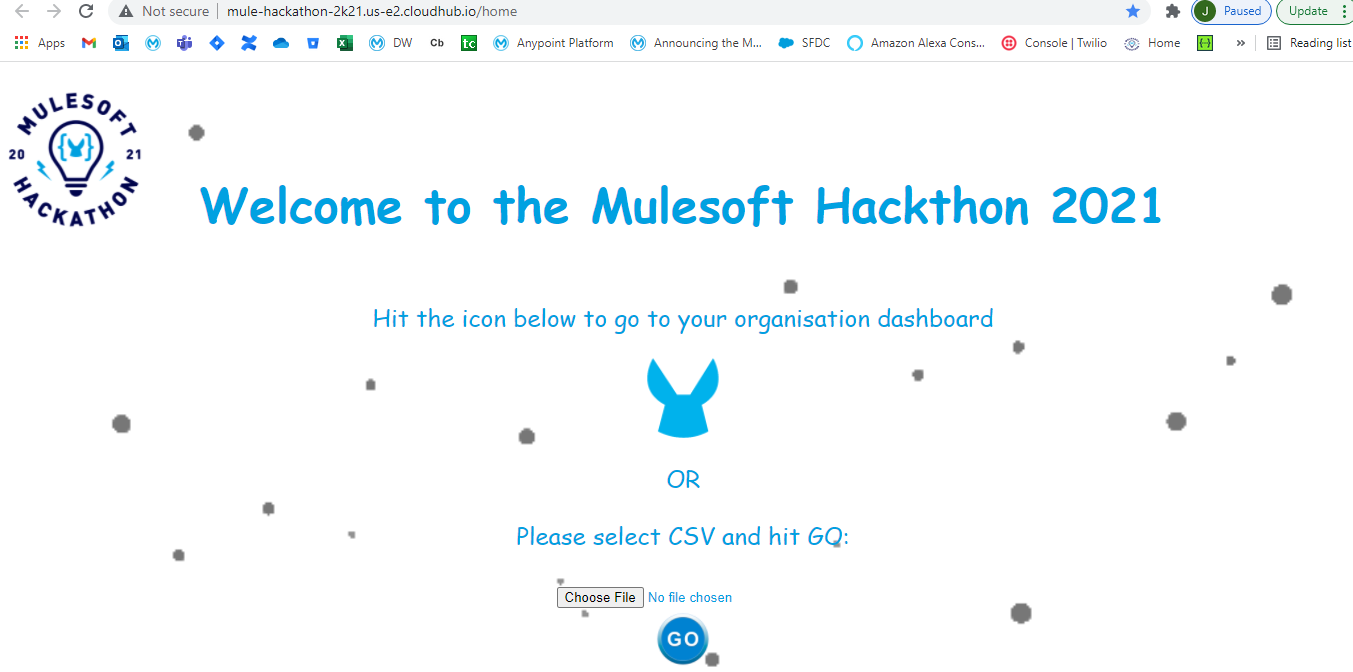 Not secure mule-hackathon-2k21.us-e2.cloudhub.io/home J Paused Update
Apps DW Cb tc Anypoint Platform Announcing the M... SFDC Amazon Alexa Cons... Console | Twilio Home {-} » Reading list
MULESOFT
20 21
HACKATHON
Welcome to the Mulesoft Hackthon 2021
Hit the icon below to go to your organisation dashboard
OR
Please select CSV and hit GO:
Choose File No file chosen
GO